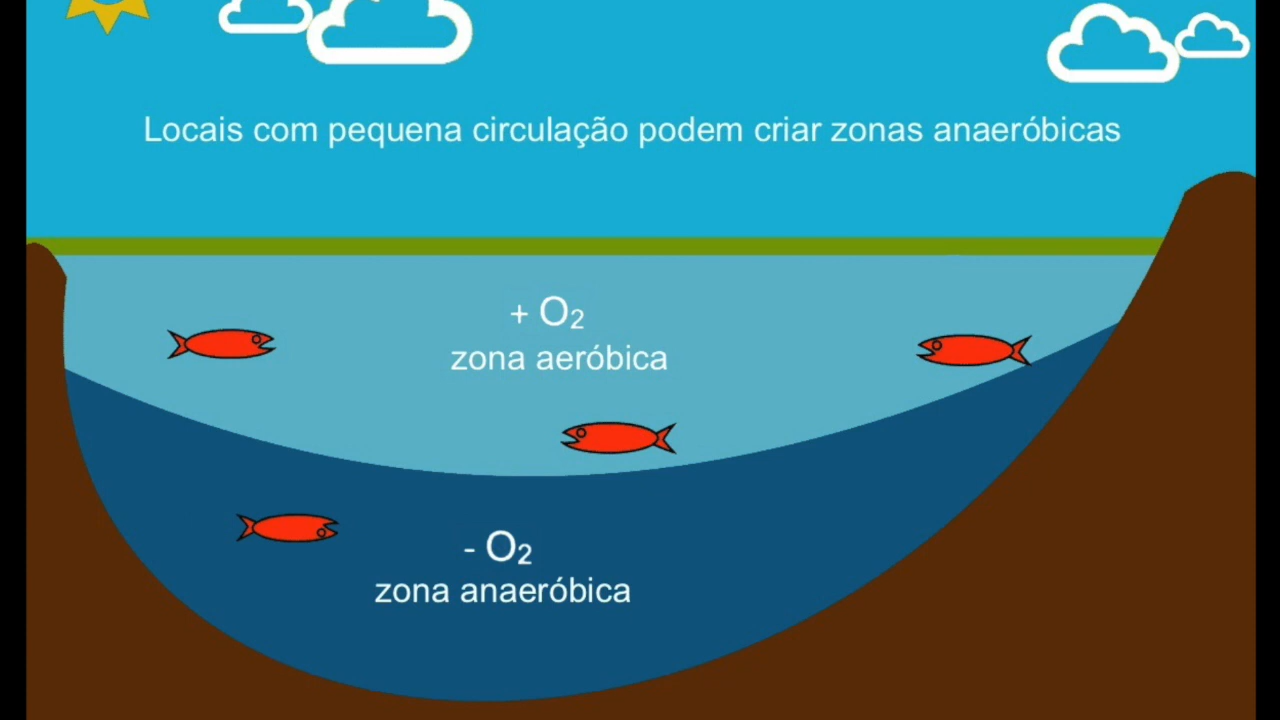 Locais com pequena circulação podem criar zonas anaeróbicas
+ O₂
zona aeróbica
- O₂
zona anaeróbica